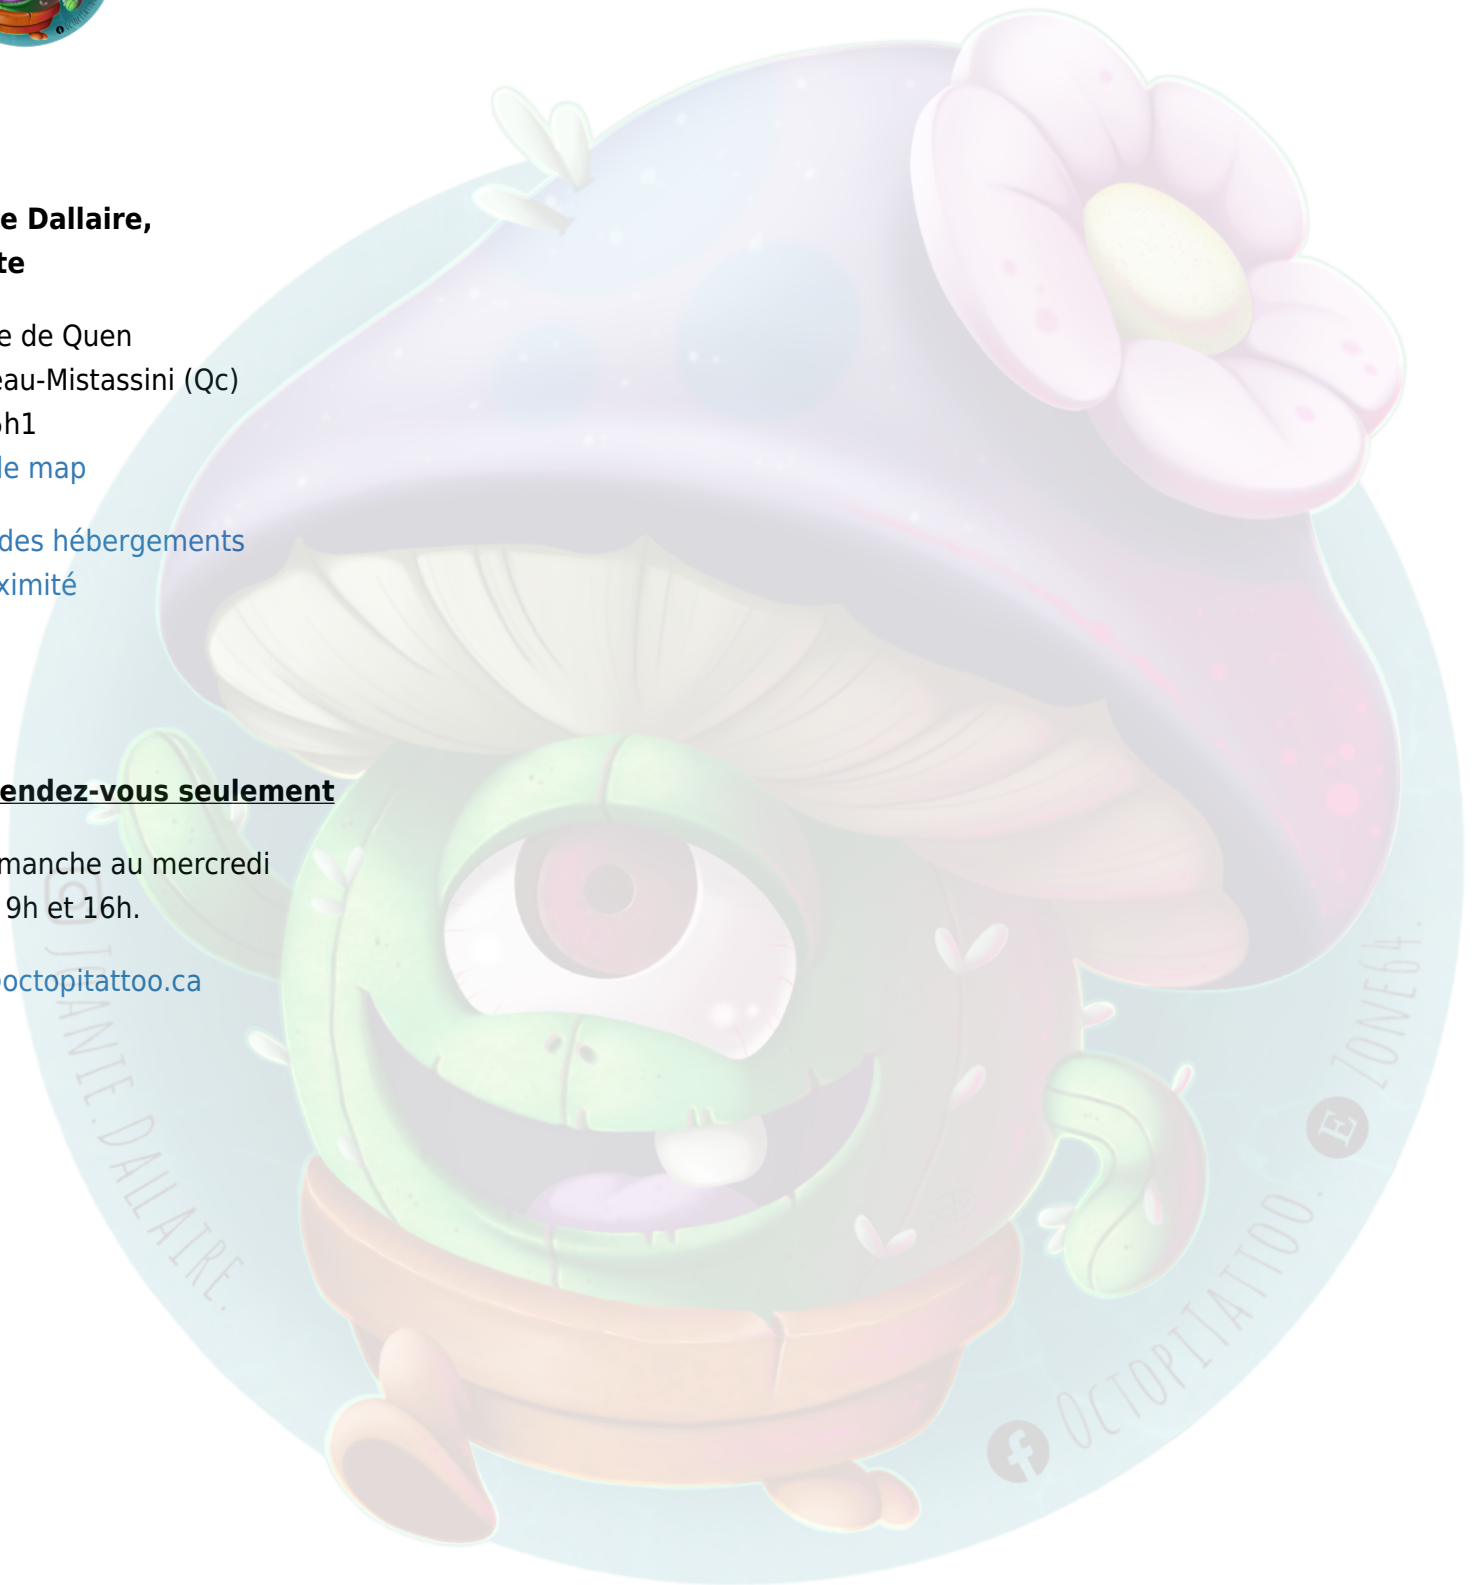 e Dallaire,
te
e de Quen
eau-Mistassini (Qc)
h1
le map
des hébergements
ximité
endez-vous seulement
manche au mercredi
9h et 16h.
octopitattoo.ca
JOANIE.DALLAIRE.
OCTOPITATTOO.
E ZONE64.